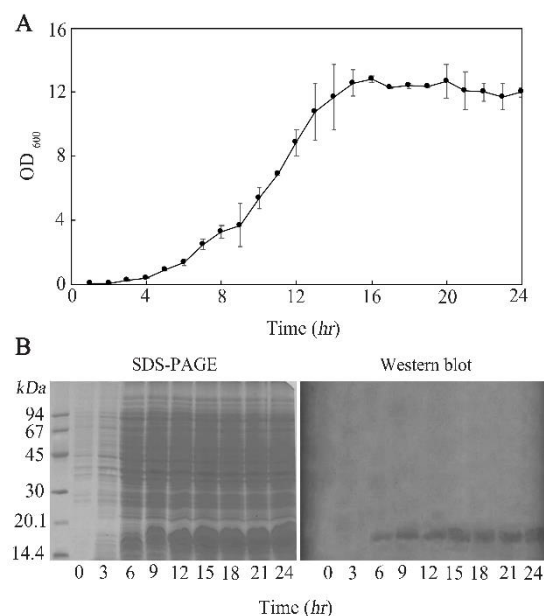 A
16
12
8
4
0
OD 600
0 4 8 12 16 20 24
Time (hr)
B
SDS-PAGE Western blot
kDa
94
67
45
30
20.1
14.4
0 3 6 9 12 15 18 21 24 0 3 6 9 12 15 18 21 24
Time (hr)